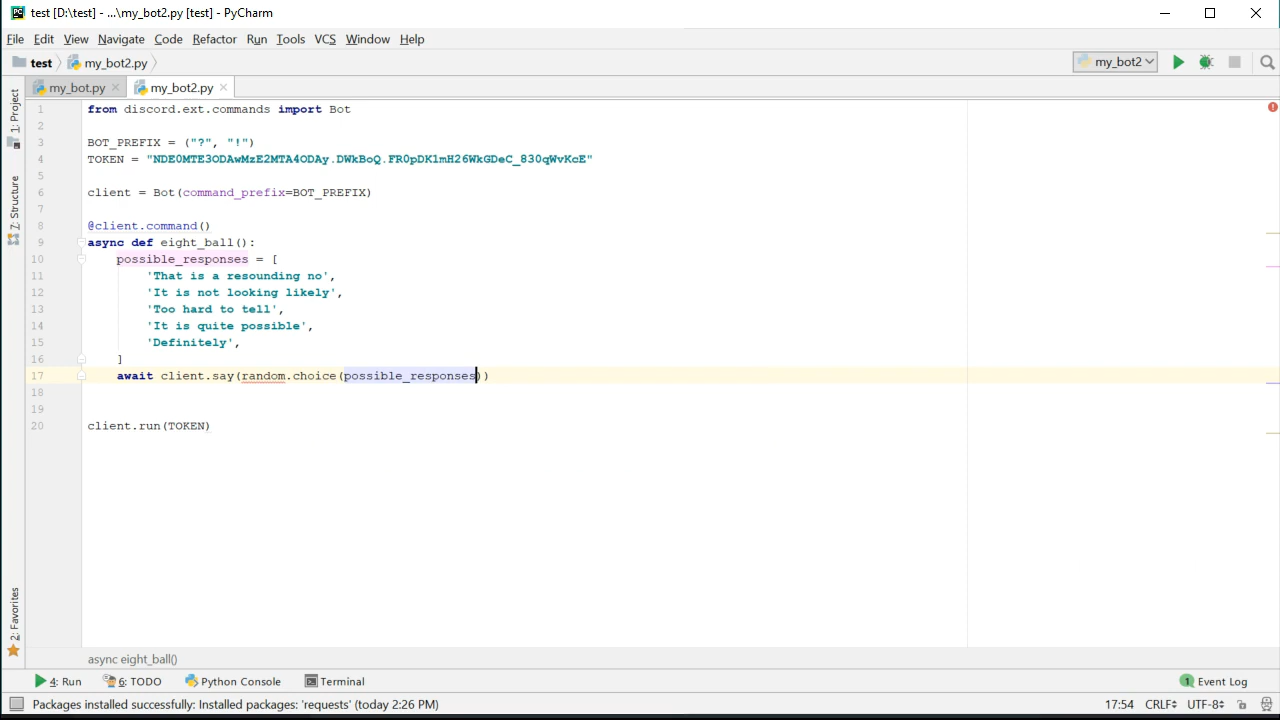 test [D:\test] - ...\my_bot2.py [test] - PyCharm
File Edit View Navigate Code Refactor Run Tools VCS Window Help
test my_bot2.py my_bot2
my_bot.py my_bot2.py
1: Project
7: Structure
2: Favorites
1 from discord.ext.commands import Bot
2
3 BOT_PREFIX = ("?", "!")
4 TOKEN = "NDE0MTE3ODAwMzE2MTA4ODAy.DWkBoQ.FR0pDK1mH26WkGDeC_830qWvKcE"
5
6 client = Bot(command_prefix=BOT_PREFIX)
7
8 @client.command()
9 async def eight_ball():
10 possible_responses = [
11 'That is a resounding no',
12 'It is not looking likely',
13 'Too hard to tell',
14 'It is quite possible',
15 'Definitely',
16 ]
17 await client.say(random.choice(possible_responses))
18
19
20 client.run(TOKEN)
async eight_ball()
4: Run 6: TODO Python Console Terminal 1 Event Log
Packages installed successfully: Installed packages: 'requests' (today 2:26 PM) 17:54 CRLF UTF-8